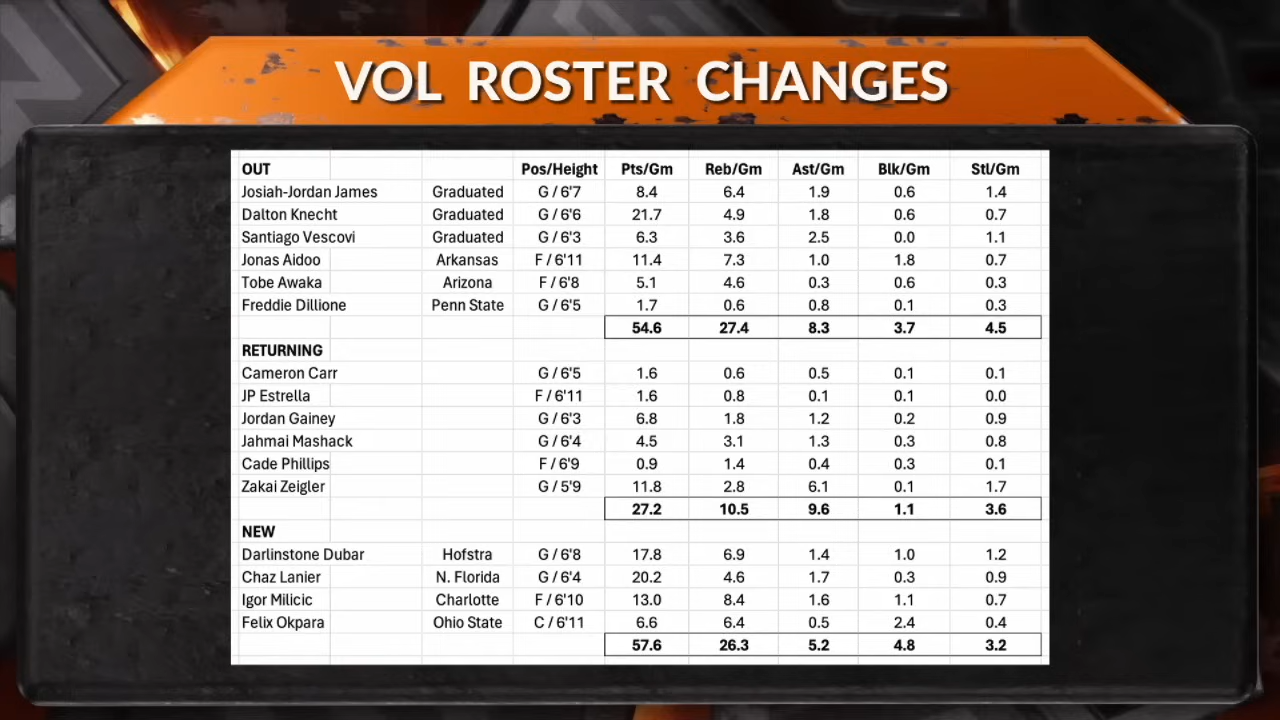 VOL ROSTER CHANGES
OUT Pos/Height Pts/Gm Reb/Gm Ast/Gm Blk/Gm Stl/Gm
Josiah-Jordan James Graduated G / 6'7 8.4 6.4 1.9 0.6 1.4
Dalton Knecht Graduated G / 6'6 21.7 4.9 1.8 0.6 0.7
Santiago Vescovi Graduated G / 6'3 6.3 3.6 2.5 0.0 1.1
Jonas Aidoo Arkansas F / 6'11 11.4 7.3 1.0 1.8 0.7
Tobe Awaka Arizona F / 6'8 5.1 4.6 0.3 0.6 0.3
Freddie Dillione Penn State G / 6'5 1.7 0.6 0.8 0.1 0.3
54.6 27.4 8.3 3.7 4.5
RETURNING
Cameron Carr G / 6'5 1.6 0.6 0.5 0.1 0.1
JP Estrella F / 6'11 1.6 0.8 0.1 0.1 0.0
Jordan Gainey G / 6'3 6.8 1.8 1.2 0.2 0.9
Jahmai Mashack G / 6'4 4.5 3.1 1.3 0.3 0.8
Cade Phillips F / 6'9 0.9 1.4 0.4 0.3 0.1
Zakai Zeigler G / 5'9 11.8 2.8 6.1 0.1 1.7
27.2 10.5 9.6 1.1 3.6
NEW
Darlinstone Dubar Hofstra G / 6'8 17.8 6.9 1.4 1.0 1.2
Chaz Lanier N. Florida G / 6'4 20.2 4.6 1.7 0.3 0.9
Igor Milicic Charlotte F / 6'10 13.0 8.4 1.6 1.1 0.7
Felix Okpara Ohio State C / 6'11 6.6 6.4 0.5 2.4 0.4
57.6 26.3 5.2 4.8 3.2